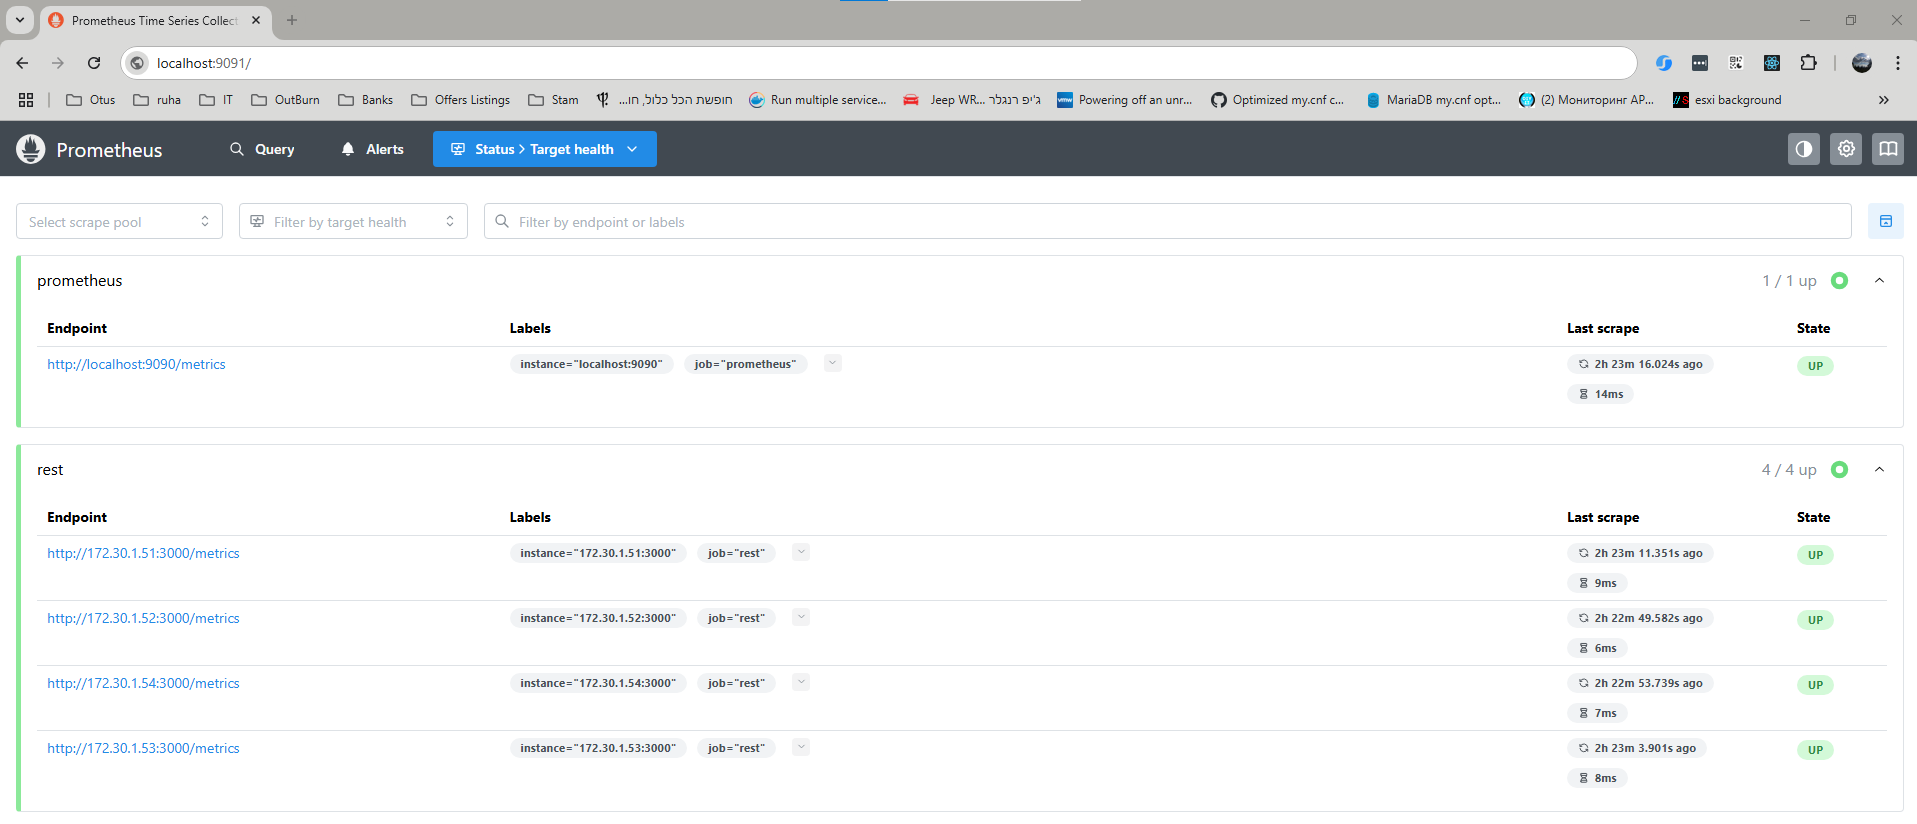 Prometheus Time Series Collect
localhost:9091/
Otus ruha IT OutBurn Banks Offers Listings Stam חופשת הכל כלול, חו... Run multiple service... ג'יפ רנגלר Jeep WR... Powering off an unr... Optimized my.cnf c... MariaDB my.cnf opt... (2) Мониторинг AP... esxi background
Prometheus Query Alerts Status > Target health
Select scrape pool Filter by target health Filter by endpoint or labels
prometheus 1 / 1 up
Endpoint Labels Last scrape State
http://localhost:9090/metrics instance="localhost:9090" job="prometheus" 2h 23m 16.024s ago UP
14ms
rest 4 / 4 up
Endpoint Labels Last scrape State
http://172.30.1.51:3000/metrics instance="172.30.1.51:3000" job="rest" 2h 23m 11.351s ago UP
9ms
http://172.30.1.52:3000/metrics instance="172.30.1.52:3000" job="rest" 2h 22m 49.582s ago UP
6ms
http://172.30.1.54:3000/metrics instance="172.30.1.54:3000" job="rest" 2h 22m 53.739s ago UP
7ms
http://172.30.1.53:3000/metrics instance="172.30.1.53:3000" job="rest" 2h 23m 3.901s ago UP
8ms